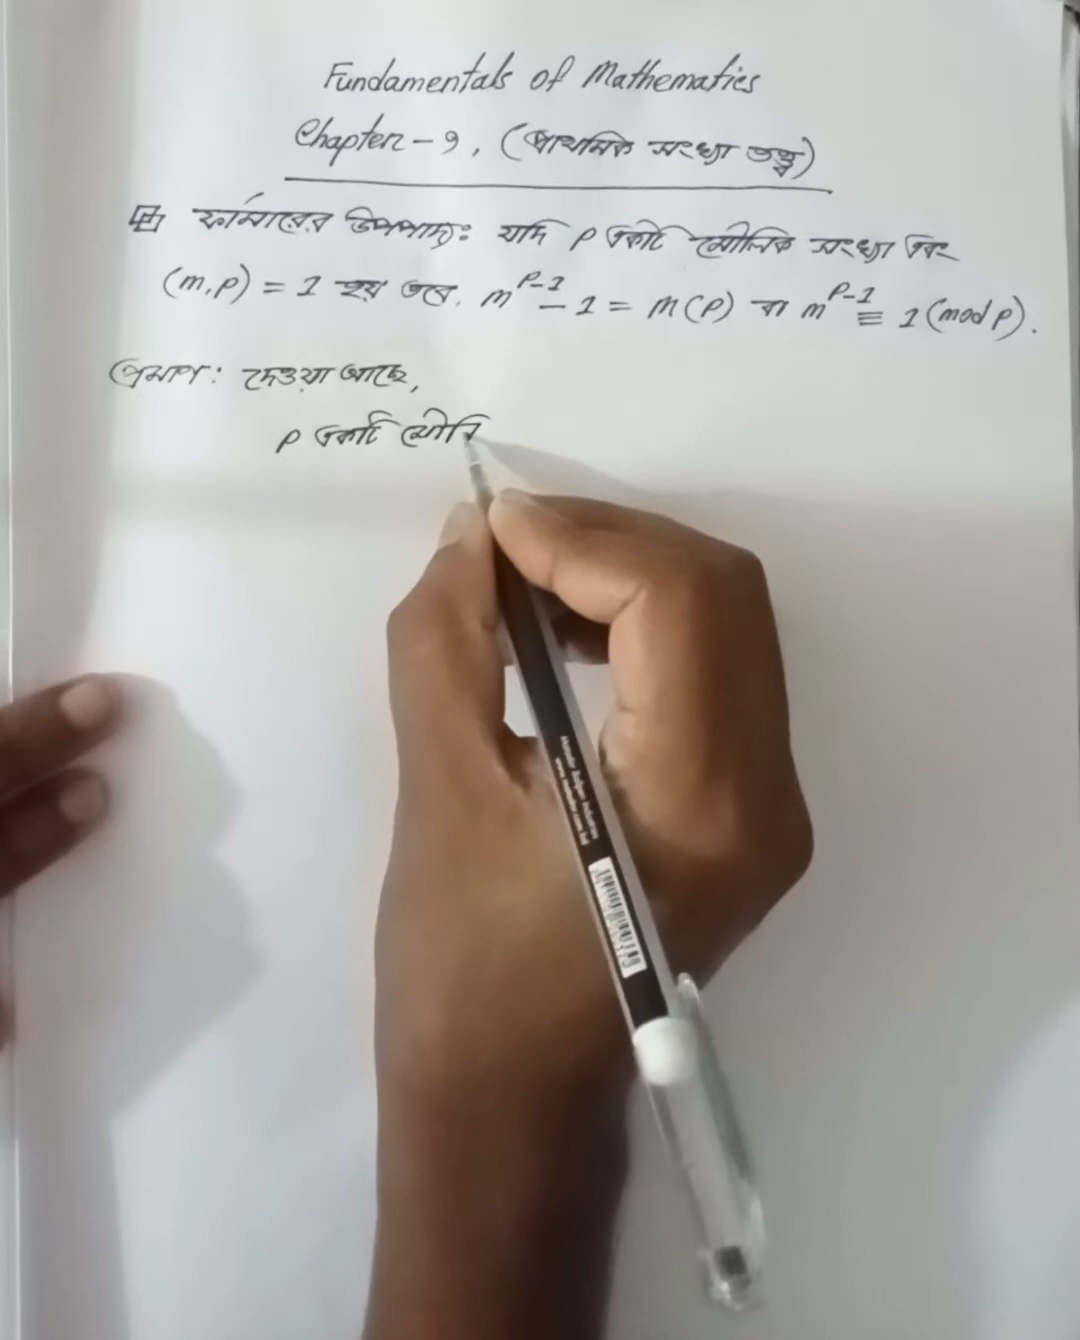 Fundamentals of Mathematics
Chapter - 9, (প্রাথমিক সংখ্যা তত্ত্ব)
ফার্মারের উপপাদ্য: যদি p একটি মৌলিক সংখ্যা এবং
(m,p) = 1 হয় তবে, m^{p-1} - 1 = M(p) বা m^{p-1} ≡ 1 (mod p).
প্রমাণ: দেওয়া আছে,
p একটি মৌলি